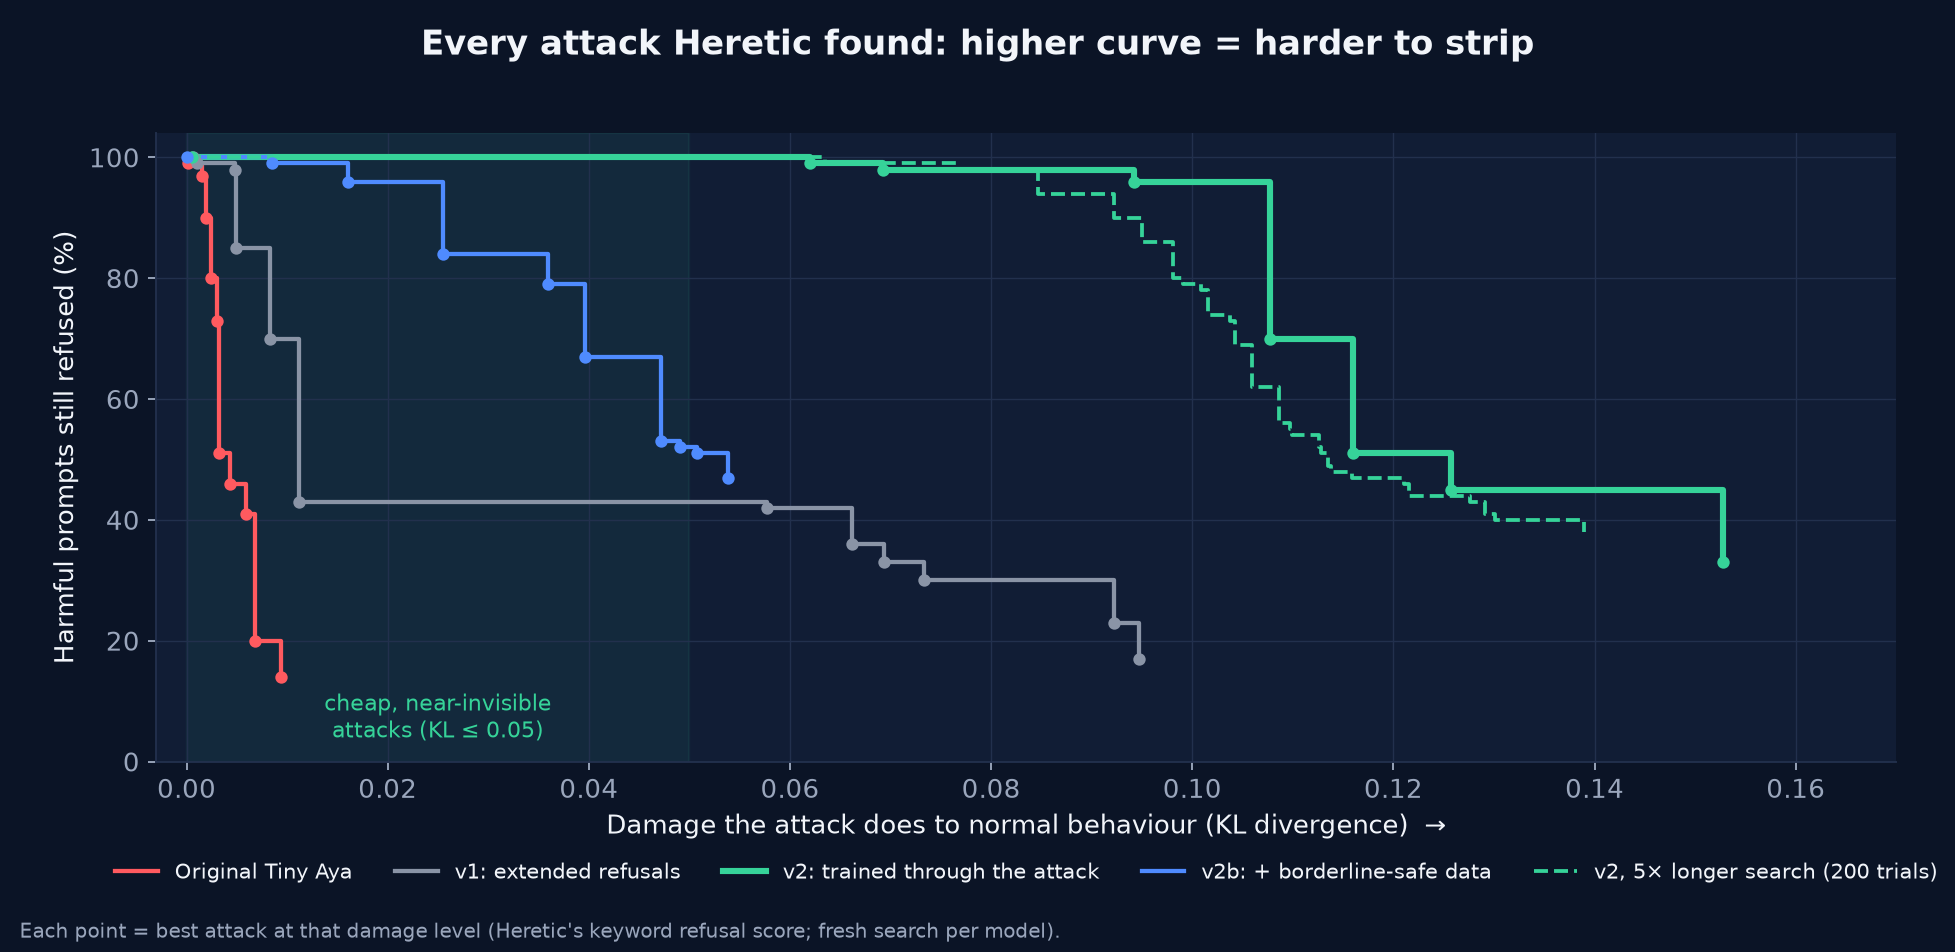 Every attack Heretic found: higher curve = harder to strip
Harmful prompts still refused (%)
100
80
60
40
20
0
cheap, near-invisible
attacks (KL ≤ 0.05)
0.00 0.02 0.04 0.06 0.08 0.10 0.12 0.14 0.16
Damage the attack does to normal behaviour (KL divergence) →
Original Tiny Aya v1: extended refusals v2: trained through the attack v2b: + borderline-safe data v2, 5× longer search (200 trials)
Each point = best attack at that damage level (Heretic's keyword refusal score; fresh search per model).